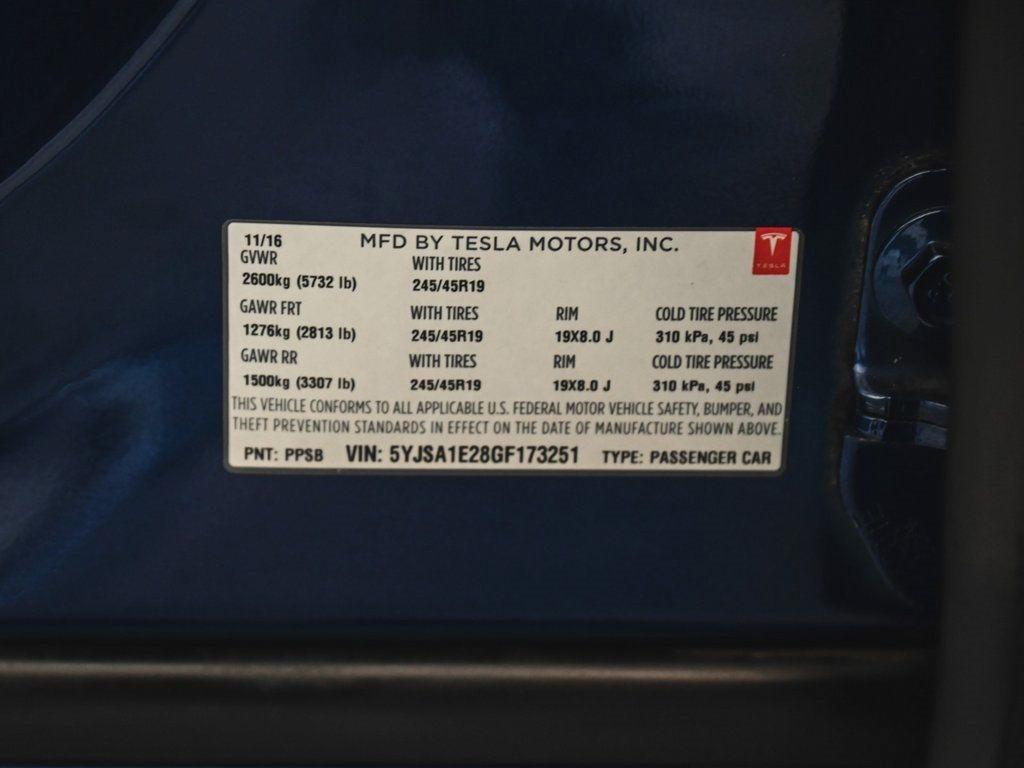 11/16 MFD BY TESLA MOTORS, INC.
TESLA
GVWR WITH TIRES
2600kg (5732 lb) 245/45R19
GAWR FRT WITH TIRES RIM COLD TIRE PRESSURE
1276kg (2813 lb) 245/45R19 19X8.0 J 310 kPa, 45 psi
GAWR RR WITH TIRES RIM COLD TIRE PRESSURE
1500kg (3307 lb) 245/45R19 19X8.0 J 310 kPa, 45 psi
THIS VEHICLE CONFORMS TO ALL APPLICABLE U.S. FEDERAL MOTOR VEHICLE SAFETY, BUMPER, AND
THEFT PREVENTION STANDARDS IN EFFECT ON THE DATE OF MANUFACTURE SHOWN ABOVE.
PNT: PPSB VIN: 5YJSA1E28GF173251 TYPE: PASSENGER CAR